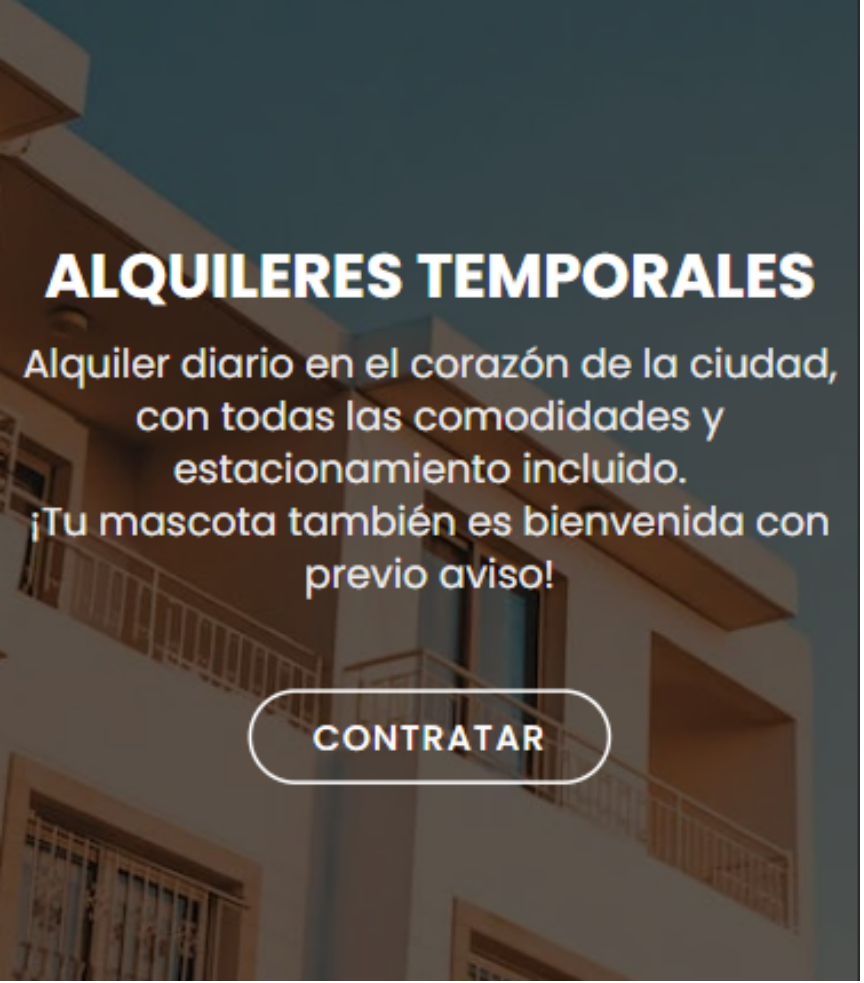 ALQUILERES TEMPORALES
Alquiler diario en el corazón de la ciudad,
con todas las comodidades y
estacionamiento incluido.
¡Tu mascota también es bienvenida con
previo aviso!
CONTRATAR